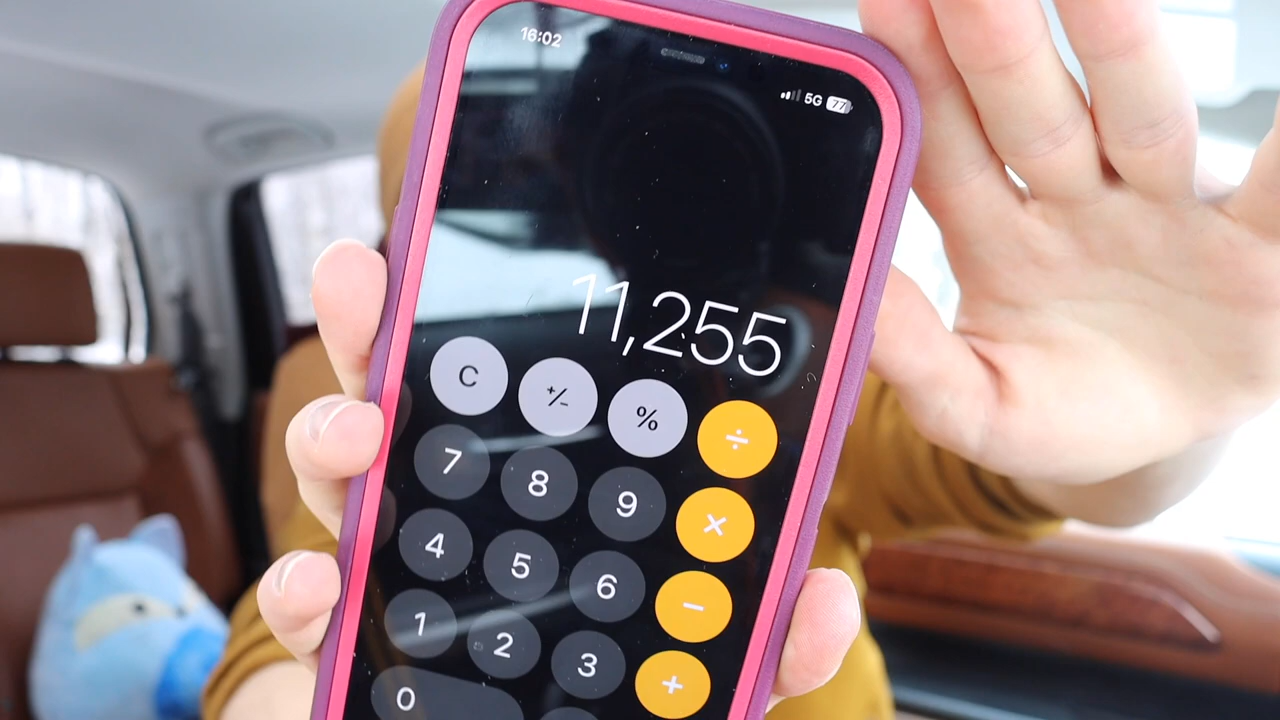 16:02
5G 77
11,255
C +/- % ÷
7 8 9 ×
4 5 6 −
1 2 3 +
0